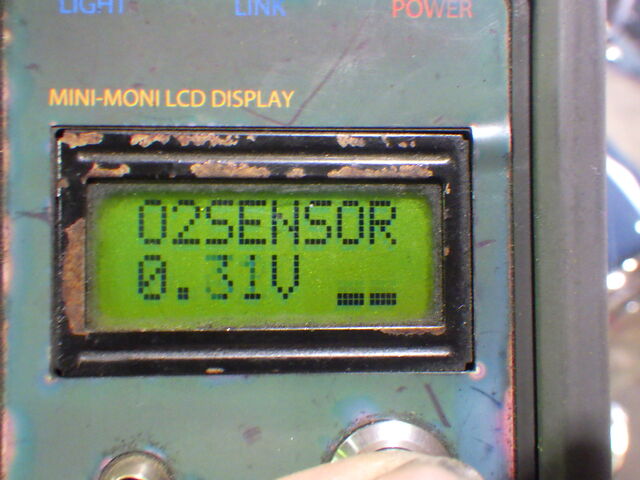 LIGHT LINK POWER
MINI-MONI LCD DISPLAY
O2SENSOR
0.31V